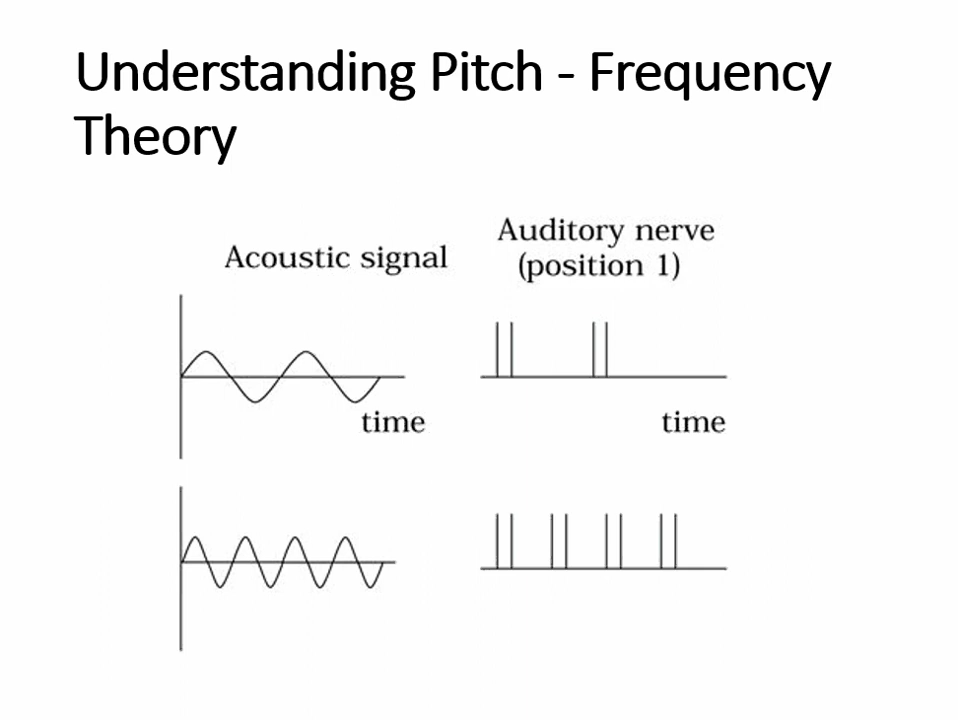 Understanding Pitch - Frequency
Theory
Acoustic signal
Auditory nerve
(position 1)
time
time